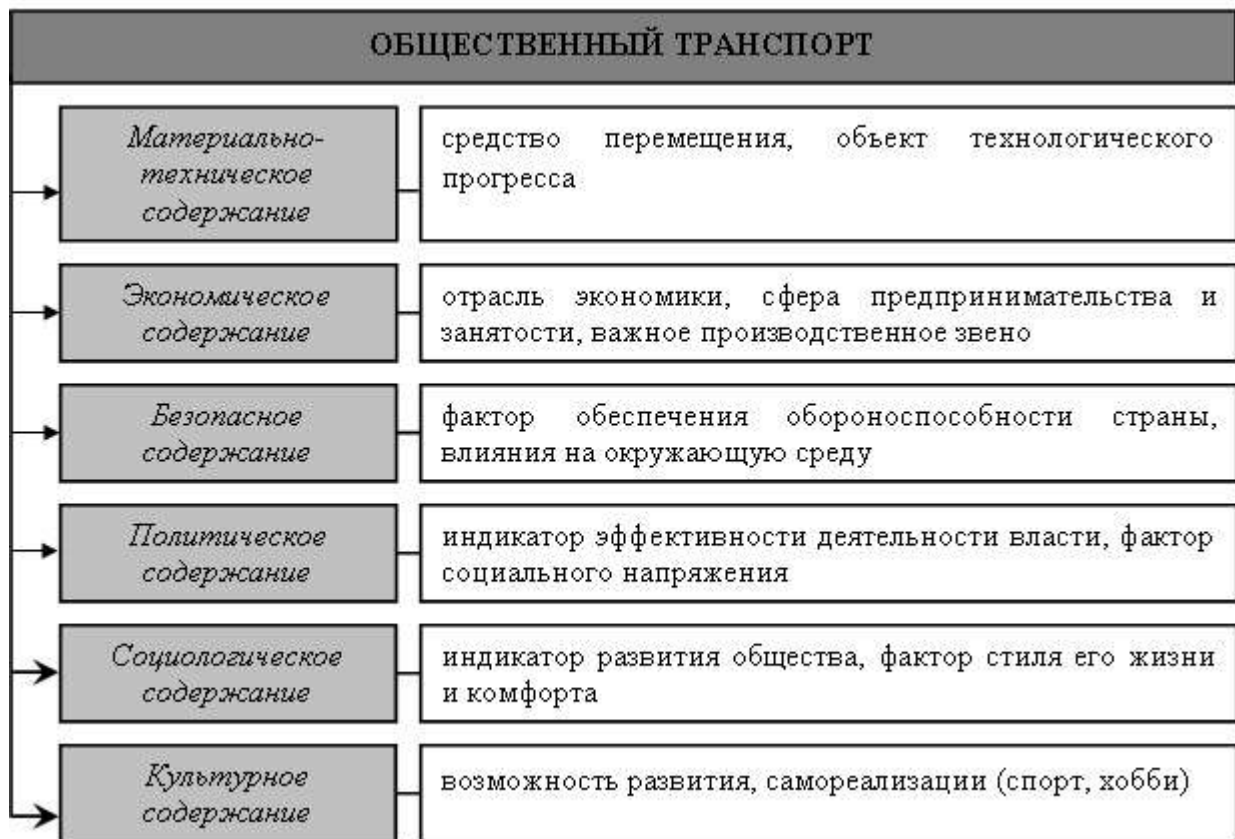 ОБЩЕСТВЕННЫЙ ТРАНСПОРТ
Материально-
техническое
содержание
средство перемещения, объект технологического
прогресса
Экономическое
содержание
отрасль экономики, сфера предпринимательства и
занятости, важное производственное звено
Безопасное
содержание
фактор обеспечения обороноспособности страны,
влияния на окружающую среду
Политическое
содержание
индикатор эффективности деятельности власти, фактор
социального напряжения
Социологическое
содержание
индикатор развития общества, фактор стиля его жизни
и комфорта
Культурное
содержание
возможность развития, самореализации (спорт, хобби)